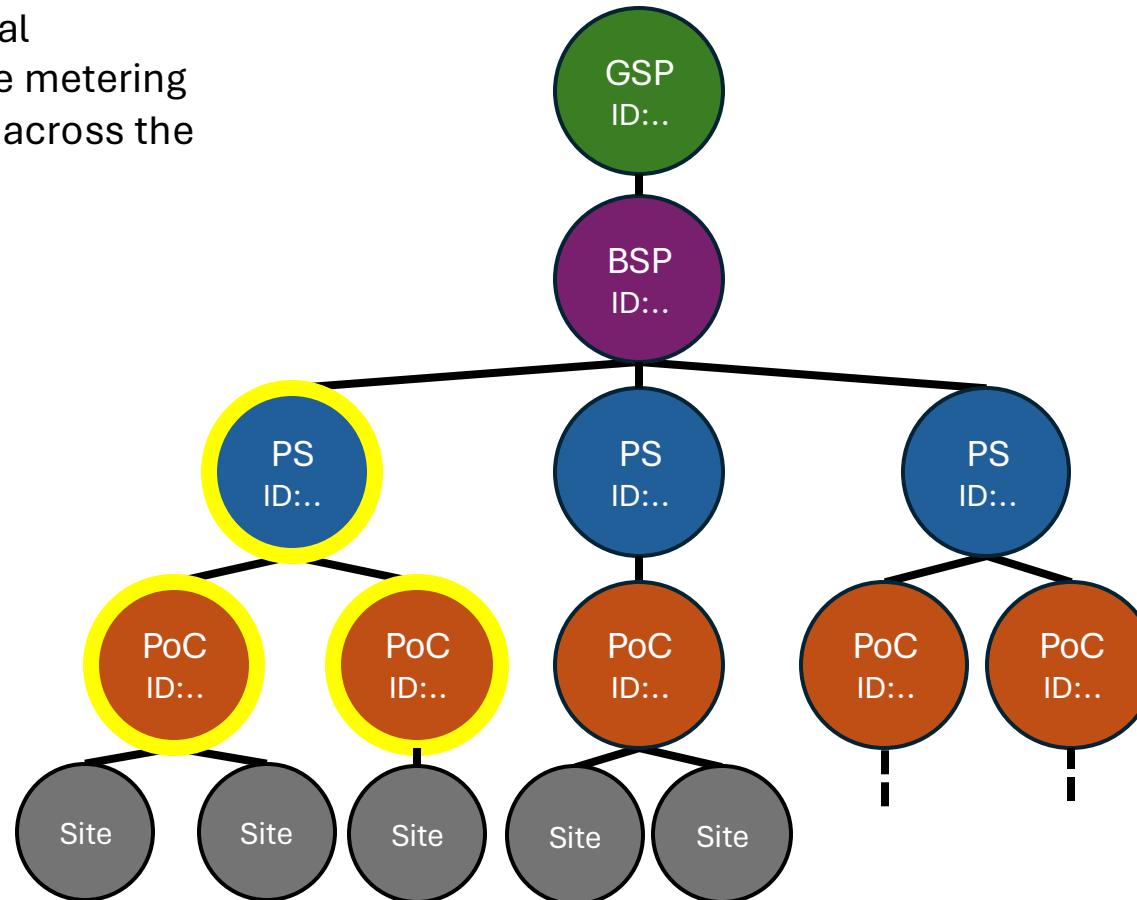 al
e metering
across the
GSP
ID:..
BSP
ID:..
PS
ID:..
PS
ID:..
PS
ID:..
PoC
ID:..
PoC
ID:..
PoC
ID:..
PoC
ID:..
PoC
ID:..
Site
Site
Site
Site
Site